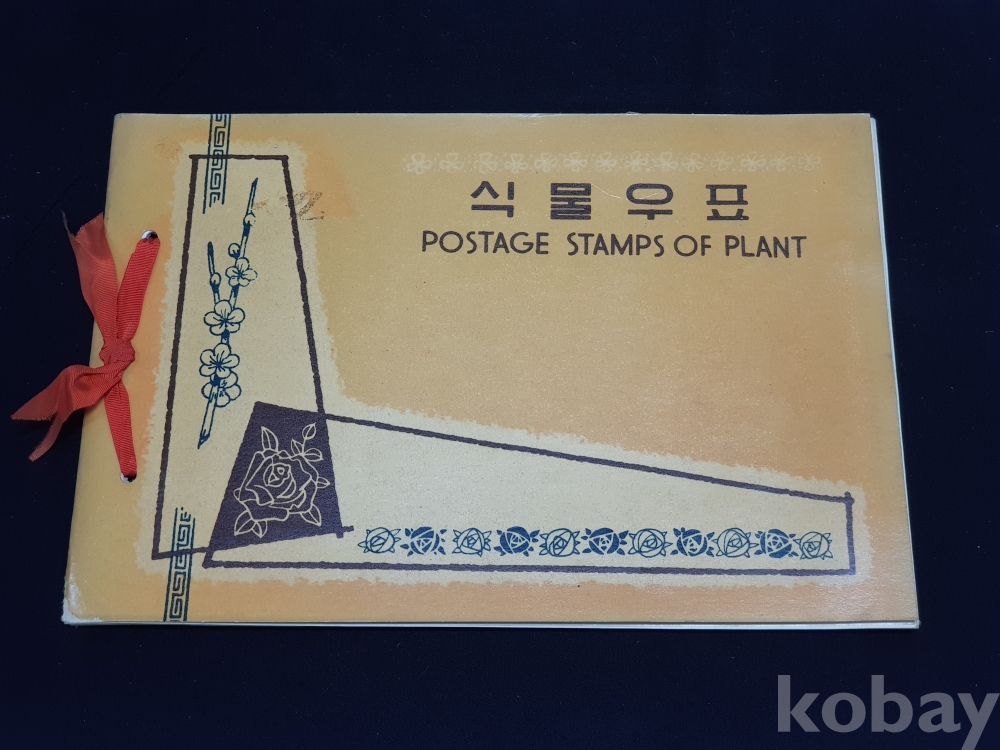 식물우표
POSTAGE STAMPS OF PLANT
kobay